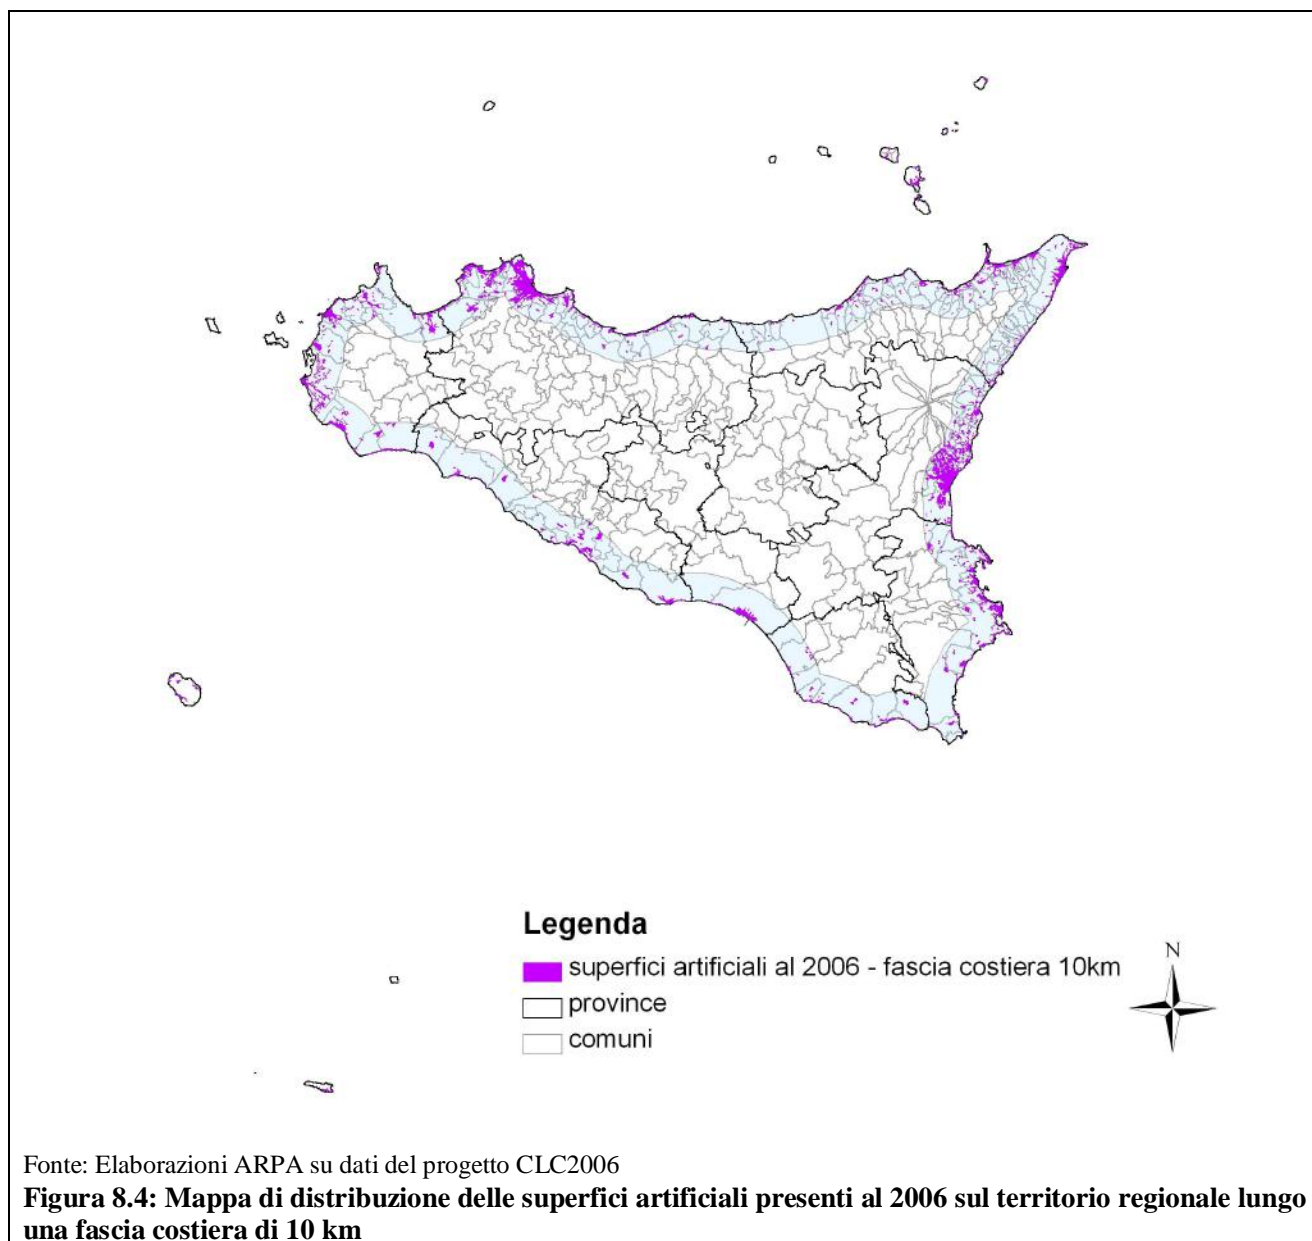 Legenda
superfici artificiali al 2006 - fascia costiera 10km
province
comuni
N
Fonte: Elaborazioni ARPA su dati del progetto CLC2006
Figura 8.4: Mappa di distribuzione delle superfici artificiali presenti al 2006 sul territorio regionale lungo
una fascia costiera di 10 km